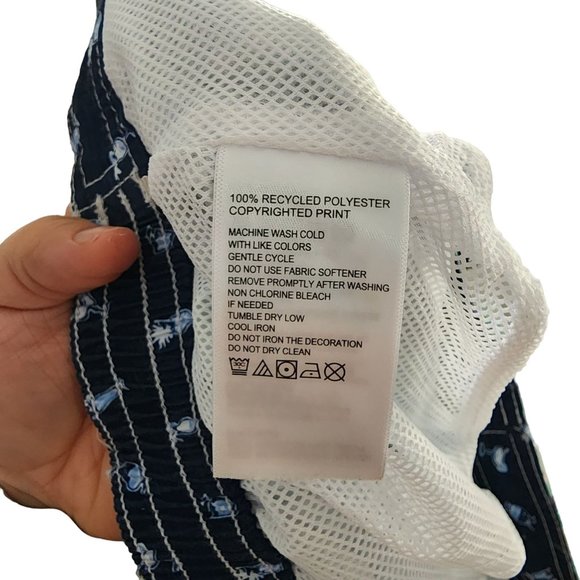 100% RECYCLED POLYESTER
COPYRIGHTED PRINT
MACHINE WASH COLD
WITH LIKE COLORS
GENTLE CYCLE
DO NOT USE FABRIC SOFTENER
REMOVE PROMPTLY AFTER WASHING
NON CHLORINE BLEACH
IF NEEDED
TUMBLE DRY LOW
COOL IRON
DO NOT IRON THE DECORATION
DO NOT DRY CLEAN